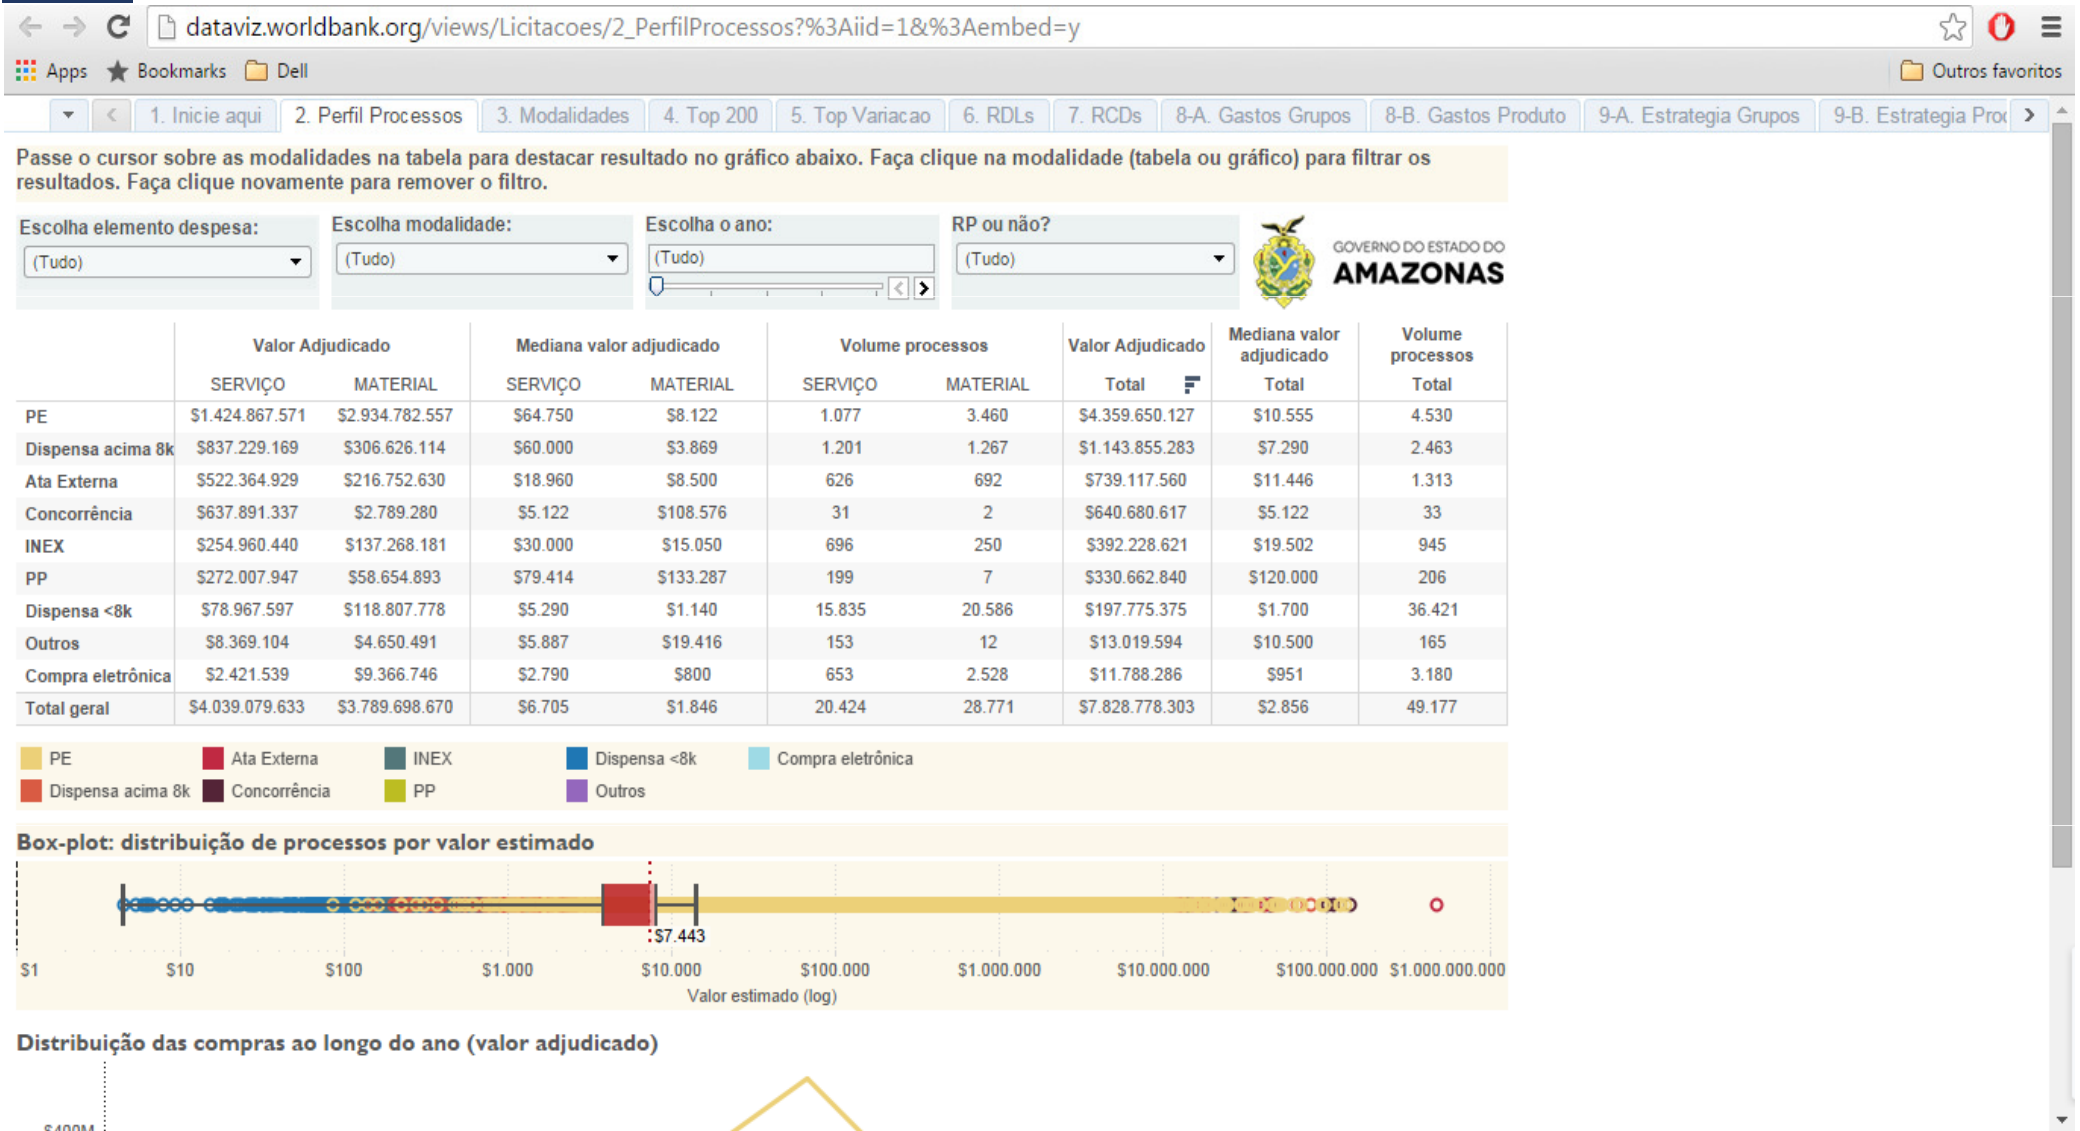 dataviz.worldbank.org/views/Licitacoes/2_PerfilProcessos?%3Aiid=1&%3Aembed=y
Apps Bookmarks Dell Outros favoritos
1. Inicie aqui 2. Perfil Processos 3. Modalidades 4. Top 200 5. Top Variacao 6. RDLs 7. RCDs 8-A. Gastos Grupos 8-B. Gastos Produto 9-A. Estrategia Grupos 9-B. Estrategia Proc
Passe o cursor sobre as modalidades na tabela para destacar resultado no gráfico abaixo. Faça clique na modalidade (tabela ou gráfico) para filtrar os
resultados. Faça clique novamente para remover o filtro.
Escolha elemento despesa: Escolha modalidade: Escolha o ano: RP ou não?
(Tudo) (Tudo) (Tudo) (Tudo)
GOVERNO DO ESTADO DO
AMAZONAS
Valor Adjudicado Mediana valor adjudicado Volume processos Valor Adjudicado Mediana valor adjudicado Volume processos
SERVIÇO MATERIAL SERVIÇO MATERIAL SERVIÇO MATERIAL Total Total Total
PE $1.424.867.571 $2.934.782.557 $64.750 $8.122 1.077 3.460 $4.359.650.127 $10.555 4.530
Dispensa acima 8k $837.229.169 $306.626.114 $60.000 $3.869 1.201 1.267 $1.143.855.283 $7.290 2.463
Ata Externa $522.364.929 $216.752.630 $18.960 $8.500 626 692 $739.117.560 $11.446 1.313
Concorrência $637.891.337 $2.789.280 $5.122 $108.576 31 2 $640.680.617 $5.122 33
INEX $254.960.440 $137.268.181 $30.000 $15.050 696 250 $392.228.621 $19.502 945
PP $272.007.947 $58.654.893 $79.414 $133.287 199 7 $330.662.840 $120.000 206
Dispensa <8k $78.967.597 $118.807.778 $5.290 $1.140 15.835 20.586 $197.775.375 $1.700 36.421
Outros $8.369.104 $4.650.491 $5.887 $19.416 153 12 $13.019.594 $10.500 165
Compra eletrônica $2.421.539 $9.366.746 $2.790 $800 653 2.528 $11.788.286 $951 3.180
Total geral $4.039.079.633 $3.789.698.670 $6.705 $1.846 20.424 28.771 $7.828.778.303 $2.856 49.177
PE Ata Externa INEX Dispensa <8k Compra eletrônica
Dispensa acima 8k Concorrência PP Outros
Box-plot: distribuição de processos por valor estimado
$7.443
$1 $10 $100 $1.000 $10.000 $100.000 $1.000.000 $10.000.000 $100.000.000 $1.000.000.000
Valor estimado (log)
Distribuição das compras ao longo do ano (valor adjudicado)
$400M